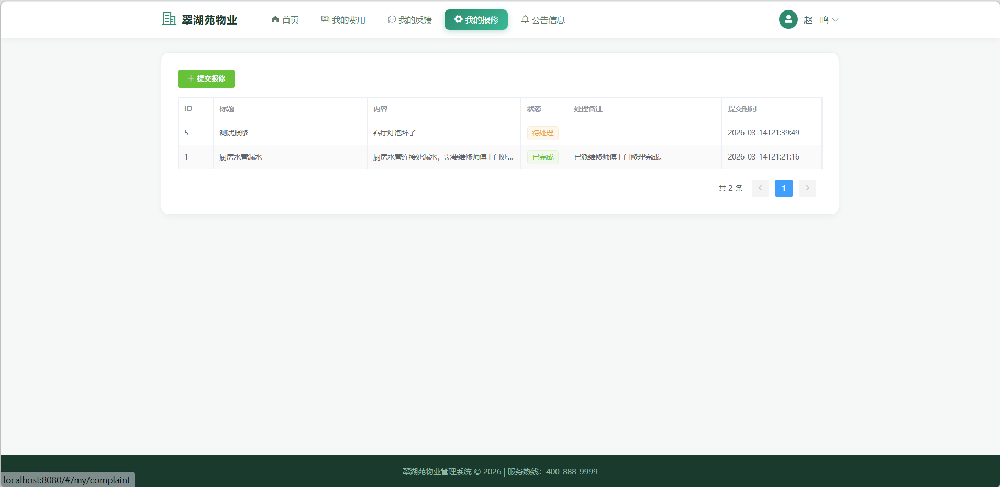 翠湖苑物业 首页 我的费用 我的反馈 我的报修 公告信息 赵一鸣
提交报修
ID 标题 内容 状态 处理备注 提交时间
5 测试报修 客厅灯泡坏了 待处理 2026-03-14T21:39:49
1 厨房水管漏水 厨房水管连接处漏水，需要维修师傅上门处... 已完成 已派维修师傅上门修理完成。 2026-03-14T21:21:16
共 2 条 1
翠湖苑物业管理系统 © 2026 | 服务热线：400-888-9999
localhost:8080/#/my/complaint